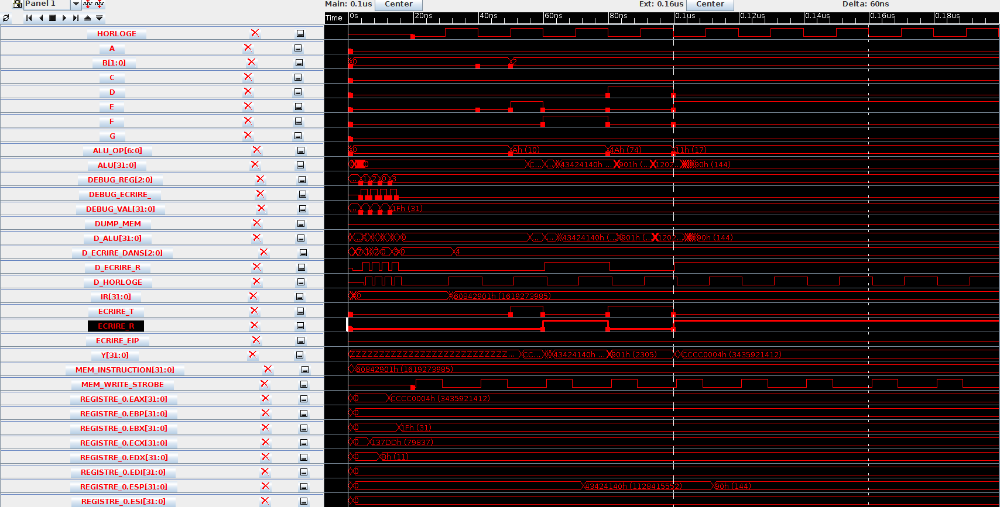 Panel 1 Main: 0.1us Center Ext: 0.16us Center Delta: 60ns
Time 0s 20ns 40ns 60ns 80ns 0.1us 0.12us 0.14us 0.16us 0.18us
HORLOGE
A
B[1:0] 0 2
C
D
E
F
G
ALU_OP[6:0] 0 Ah (10) 4Ah (74) 11h (17)
ALU[31:0] 0 C... 43424140h ... 901h (... 1202... 90h (144)
DEBUG_REG[2:0] ... 1 2 0 3
DEBUG_ECRIRE_
DEBUG_VAL[31:0] ... 1Fh (31)
DUMP_MEM
D_ALU[31:0] ... 0 ... 43424140h (... 901h (... 1202... 90h (144)
D_ECRIRE_DANS[2:0] 7 1 2 0 3 0 4
D_ECRIRE_R
D_HORLOGE
IR[31:0] 0 60842901h (1619273985)
ECRIRE_T
ECRIRE_R
ECRIRE_EIP
Y[31:0] ZZZZZZZZZZZZZZZZZZZZZZZZZZZ... CC... 43424140h ... 901h (2305) CCCC0004h (3435921412)
MEM_INSTRUCTION[31:0] 60842901h (1619273985)
MEM_WRITE_STROBE
REGISTRE_0.EAX[31:0] 0 CCCC0004h (3435921412)
REGISTRE_0.EBP[31:0] 0
REGISTRE_0.EBX[31:0] 0 1Fh (31)
REGISTRE_0.ECX[31:0] 0 137DDh (79837)
REGISTRE_0.EDX[31:0] 0 Bh (11)
REGISTRE_0.EDI[31:0] 0
REGISTRE_0.ESP[31:0] 0 43424140h (1128415552) 90h (144)
REGISTRE_0.ESI[31:0] 0